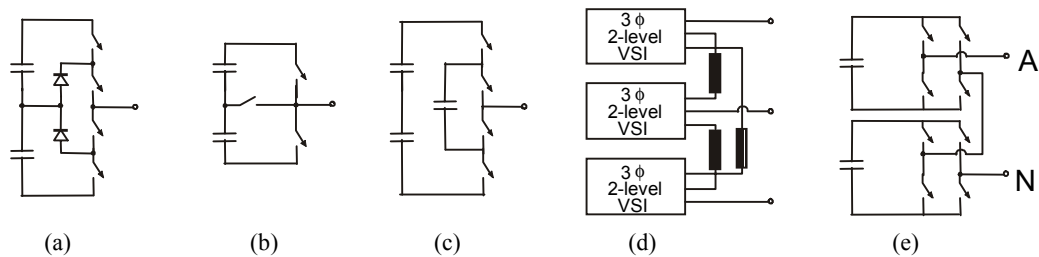 3 ϕ
2-level
VSI
3 ϕ
2-level
VSI
3 ϕ
2-level
VSI
A
N
(a)
(b)
(c)
(d)
(e)